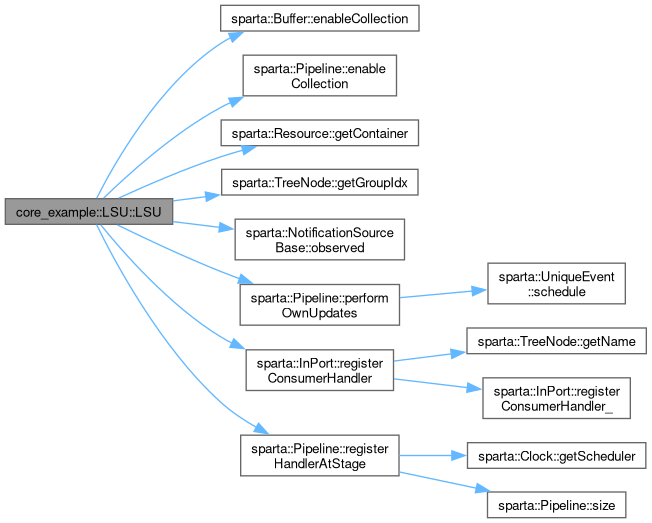 core_example::LSU::LSU
sparta::Buffer::enableCollection
sparta::Pipeline::enable
Collection
sparta::Resource::getContainer
sparta::TreeNode::getGroupIdx
sparta::NotificationSource
Base::observed
sparta::Pipeline::perform
OwnUpdates
sparta::UniqueEvent
::schedule
sparta::InPort::register
ConsumerHandler
sparta::TreeNode::getName
sparta::InPort::register
ConsumerHandler_
sparta::Pipeline::register
HandlerAtStage
sparta::Clock::getScheduler
sparta::Pipeline::size